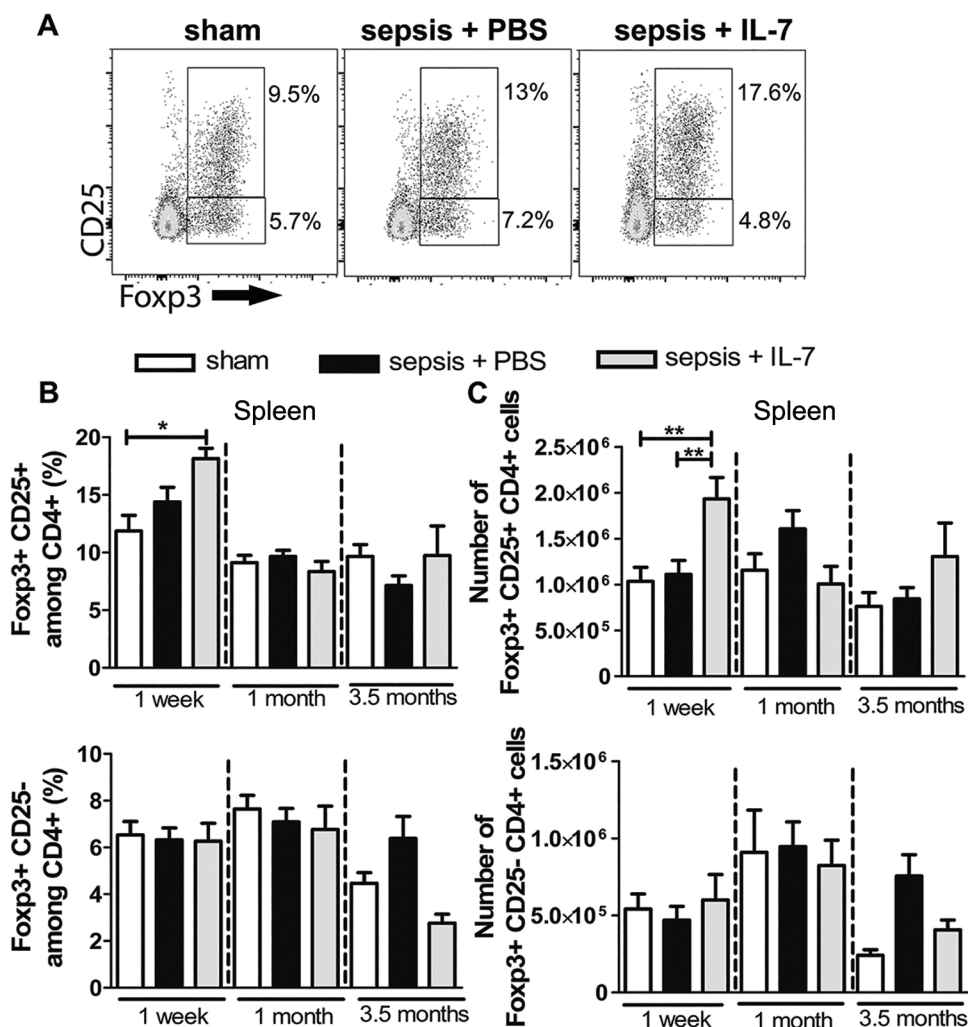 A
sham
sepsis + PBS
sepsis + IL-7
9.5%
13%
17.6%
5.7%
7.2%
4.8%
CD25
Foxp3
sham
sepsis + PBS
sepsis + IL-7
B
Spleen
Foxp3+ CD25+
among CD4+ (%)
20
15
10
5
0
*
1 week
1 month
3.5 months
C
Spleen
Number of
Foxp3+ CD25+ CD4+ cells
2.5×10⁶
2.0×10⁶
1.5×10⁶
1.0×10⁶
5.0×10⁵
0
**
**
1 week
1 month
3.5 months
Foxp3+ CD25-
among CD4+ (%)
10
8
6
4
2
0
1 week
1 month
3.5 months
Number of
Foxp3+ CD25- CD4+ cells
1.5×10⁶
1.0×10⁶
5.0×10⁵
0
1 week
1 month
3.5 months